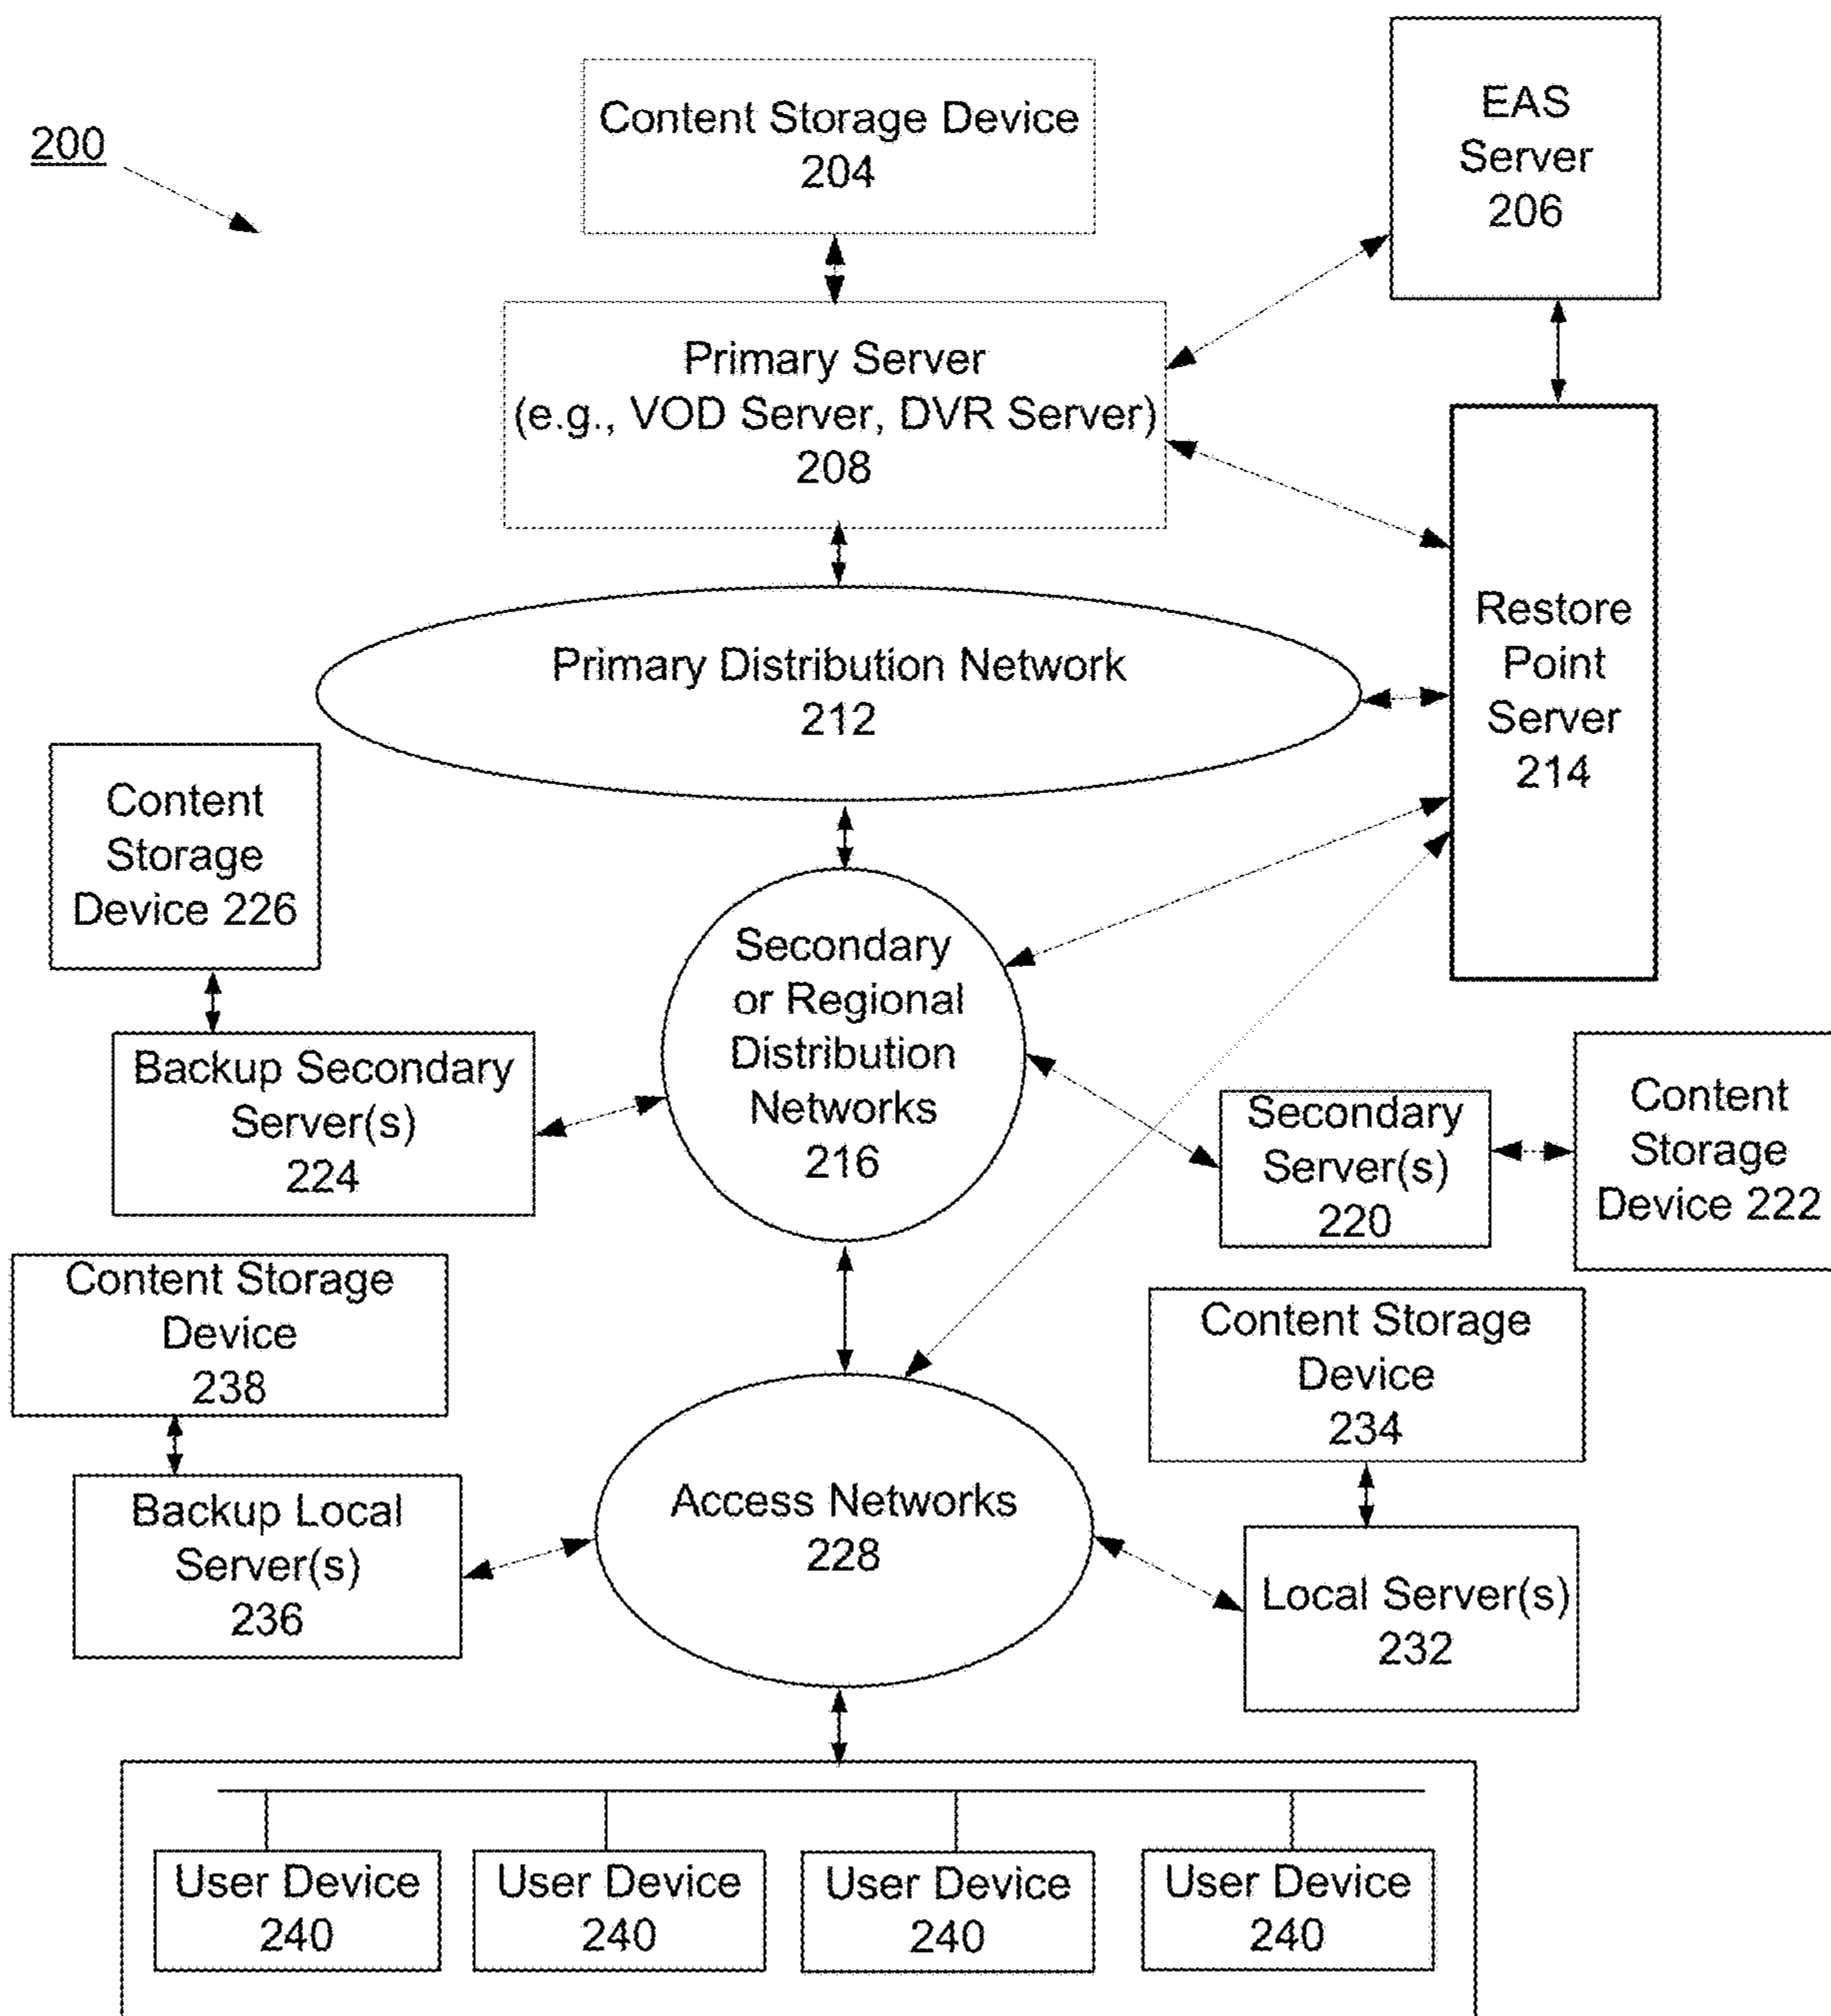 200
Content Storage Device
204
EAS
Server
206
Primary Server
(e.g., VOD Server, DVR Server)
208
Restore
Point
Server
214
Primary Distribution Network
212
Content
Storage
Device 226
Secondary
or Regional
Distribution
Networks
216
Backup Secondary
Server(s)
224
Secondary
Server(s)
220
Content
Storage
Device 222
Content Storage
Device
238
Content Storage
Device
234
Backup Local
Server(s)
236
Access Networks
228
Local Server(s)
232
User Device
240
User Device
240
User Device
240
User Device
240